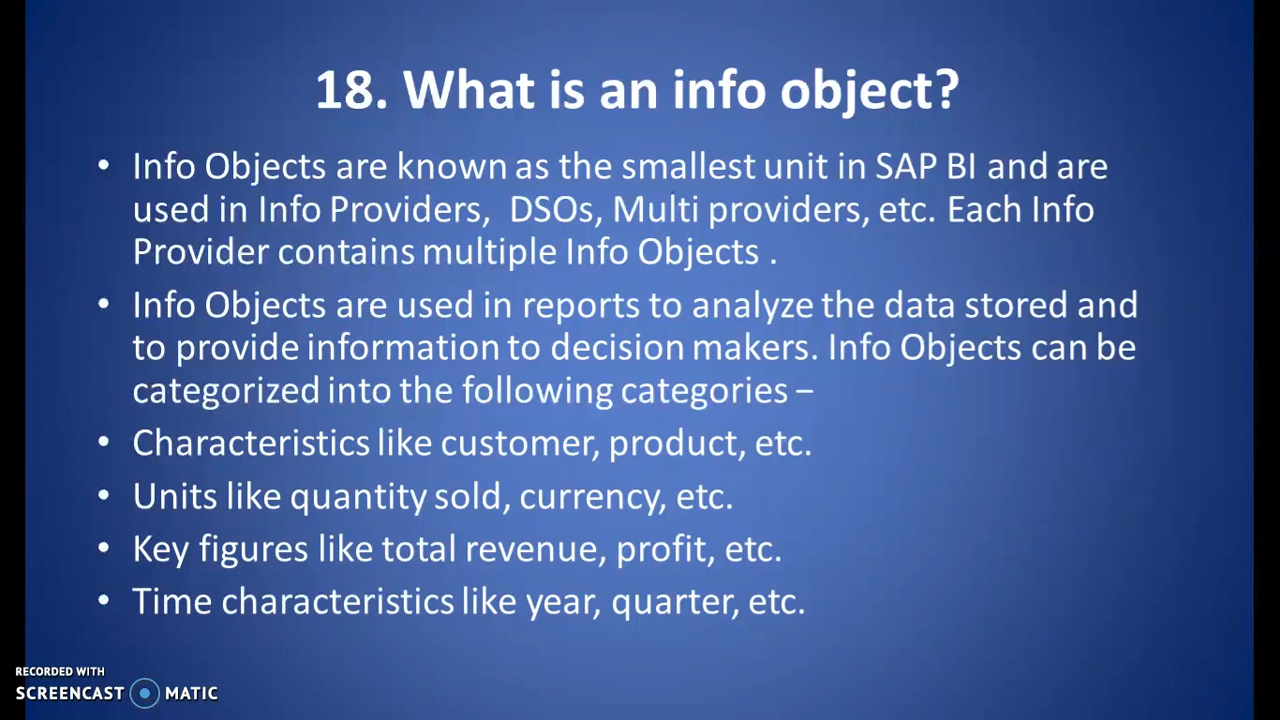 18. What is an info object?
• Info Objects are known as the smallest unit in SAP BI and are
used in Info Providers, DSOs, Multi providers, etc. Each Info
Provider contains multiple Info Objects .
• Info Objects are used in reports to analyze the data stored and
to provide information to decision makers. Info Objects can be
categorized into the following categories −
• Characteristics like customer, product, etc.
• Units like quantity sold, currency, etc.
• Key figures like total revenue, profit, etc.
• Time characteristics like year, quarter, etc.
RECORDED WITH
SCREENCAST MATIC